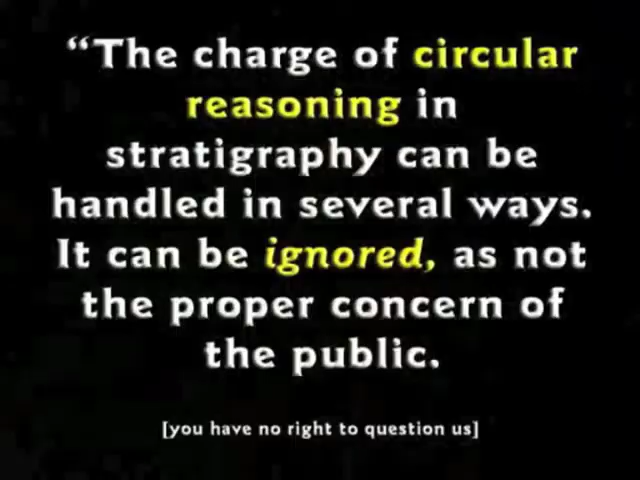 “The charge of circular
reasoning in
stratigraphy can be
handled in several ways.
It can be ignored, as not
the proper concern of
the public.
[you have no right to question us]